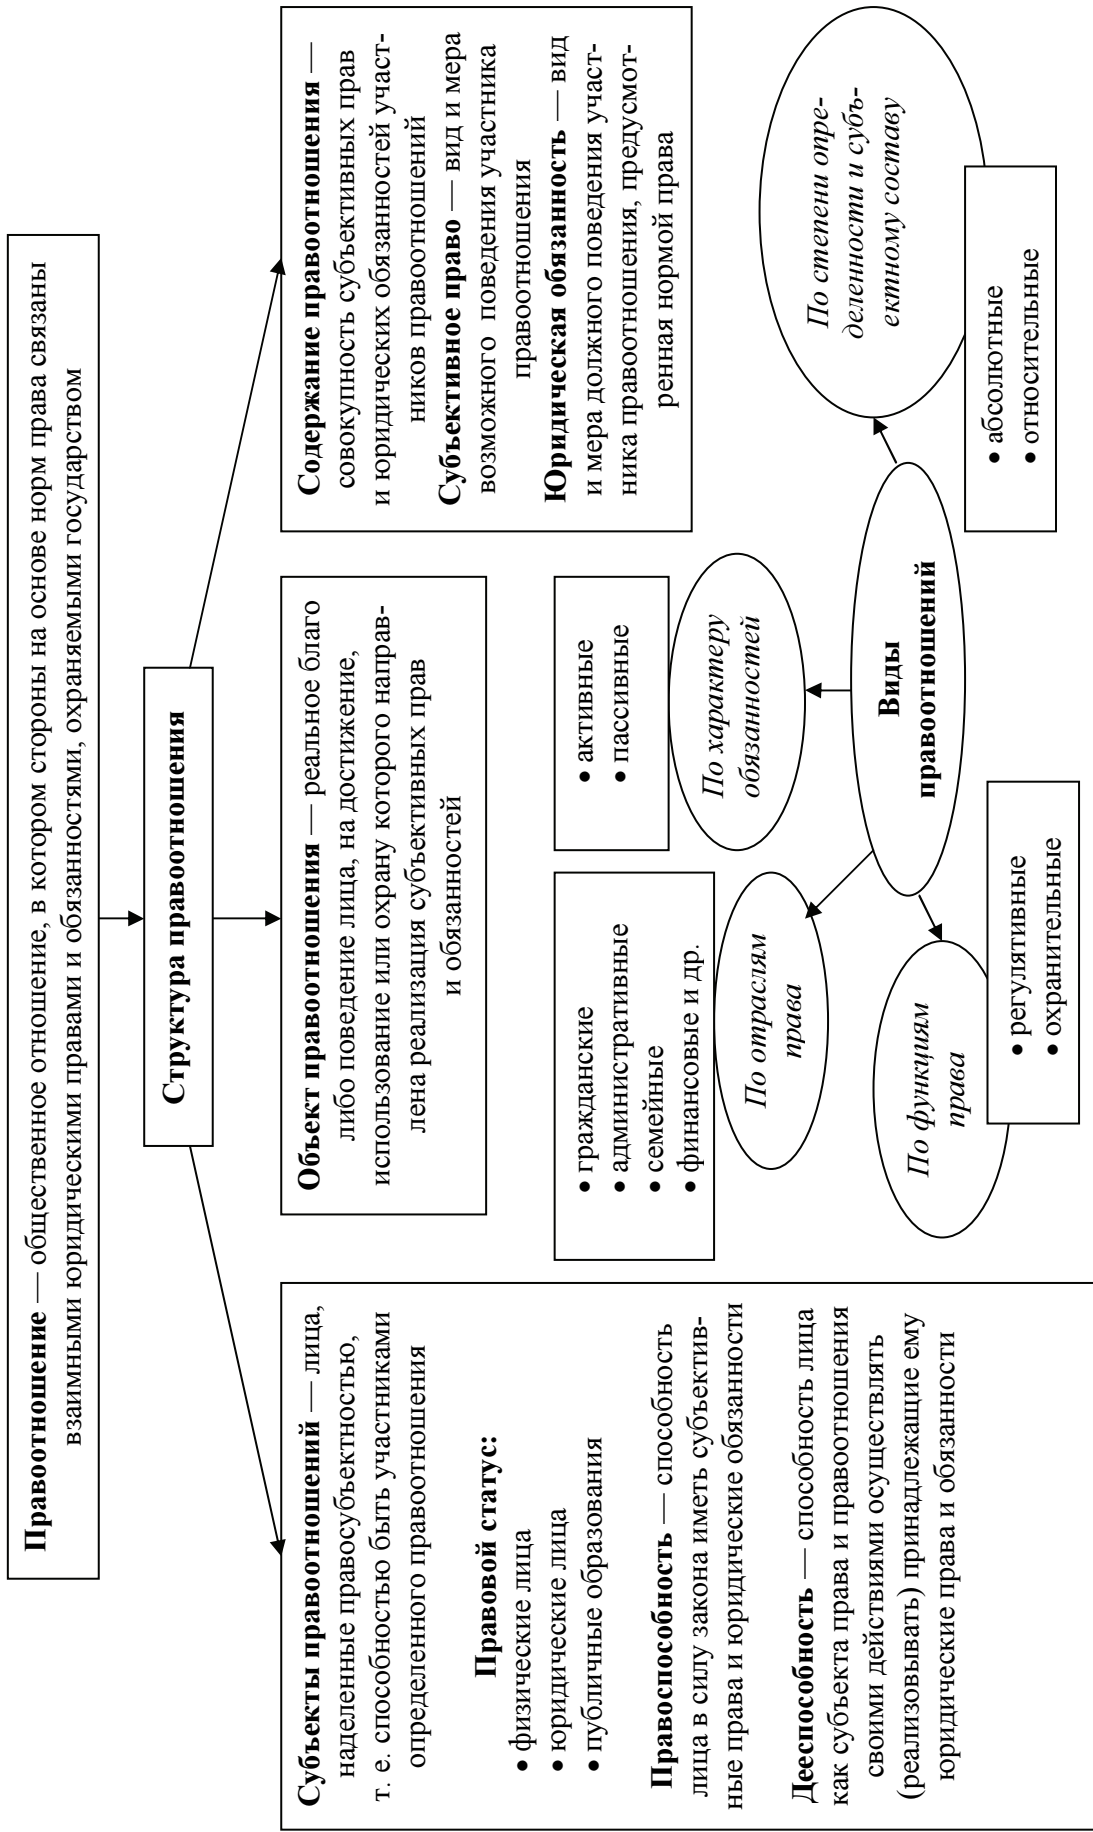 Правоотношение — общественное отношение, в котором стороны на основе норм права связаны
взаимными юридическими правами и обязанностями, охраняемыми государством
Структура правоотношения
Субъекты правоотношений — лица,
наделенные правосубъектностью,
т. е. способностью быть участниками
определенного правоотношения
Правовой статус:
• физические лица
• юридические лица
• публичные образования
Правоспособность — способность
лица в силу закона иметь субъектив-
ные права и юридические обязанности
Дееспособность — способность лица
как субъекта права и правоотношения
своими действиями осуществлять
(реализовывать) принадлежащие ему
юридические права и обязанности
Объект правоотношения — реальное благо
либо поведение лица, на достижение,
использование или охрану которого направ-
лена реализация субъективных прав
и обязанностей
Содержание правоотношения —
совокупность субъективных прав
и юридических обязанностей участ-
ников правоотношений
Субъективное право — вид и мера
возможного поведения участника
правоотношения
Юридическая обязанность — вид
и мера должного поведения участ-
ника правоотношения, предусмот-
ренная нормой права
• гражданские
• административные
• семейные
• финансовые и др.
По отраслям
права
• активные
• пассивные
По характеру
обязанностей
Виды
правоотношений
По функциям
права
• регулятивные
• охранительные
По степени опре-
деленности и субъ-
ектному составу
• абсолютные
• относительные